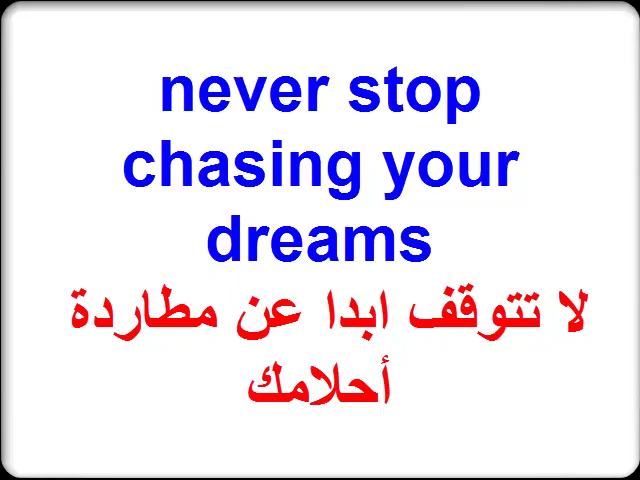 never stop
chasing your
dreams
لا تتوقف ابدا عن مطاردة
أحلامك